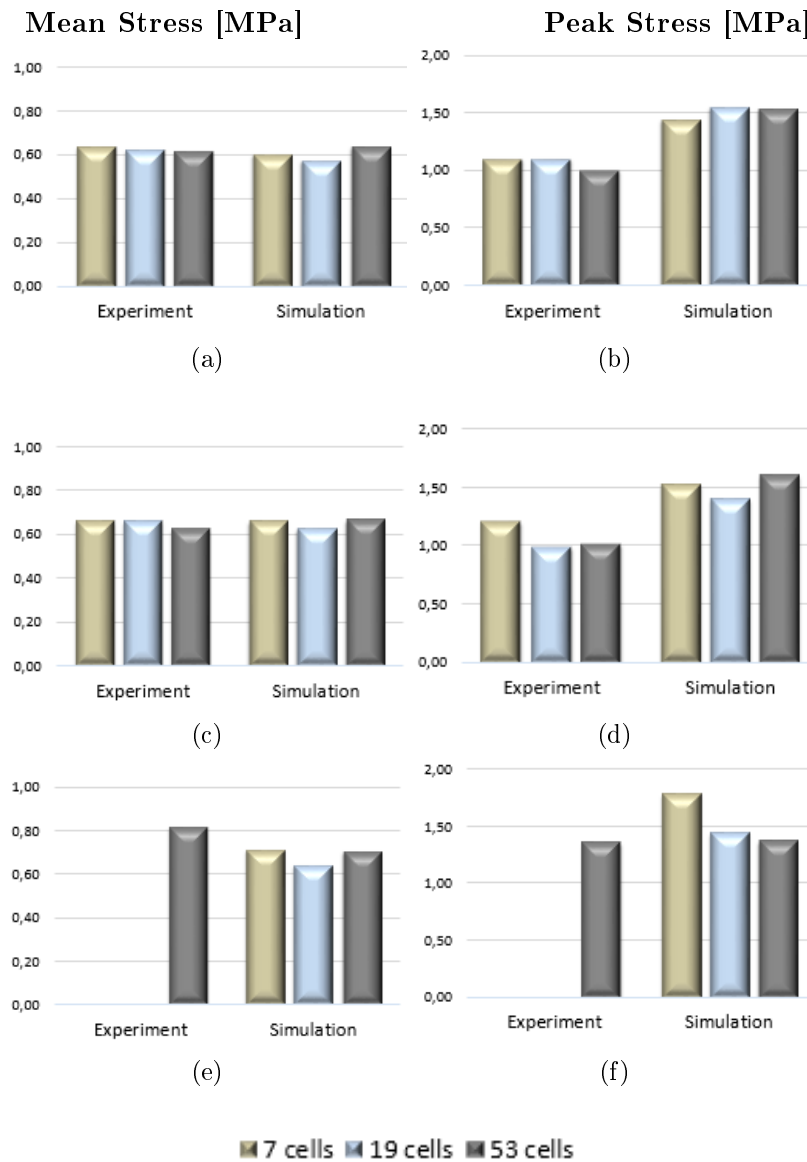 Mean Stress [MPa]
Peak Stress [MPa]
1,00
0,80
0,60
0,40
0,20
0,00
Experiment Simulation
(a)
2,00
1,50
1,00
0,50
0,00
Experiment Simulation
(b)
1,00
0,80
0,60
0,40
0,20
0,00
Experiment Simulation
(c)
2,00
1,50
1,00
0,50
0,00
Experiment Simulation
(d)
1,00
0,80
0,60
0,40
0,20
0,00
Experiment Simulation
(e)
2,00
1,50
1,00
0,50
0,00
Experiment Simulation
(f)
7 cells 19 cells 53 cells